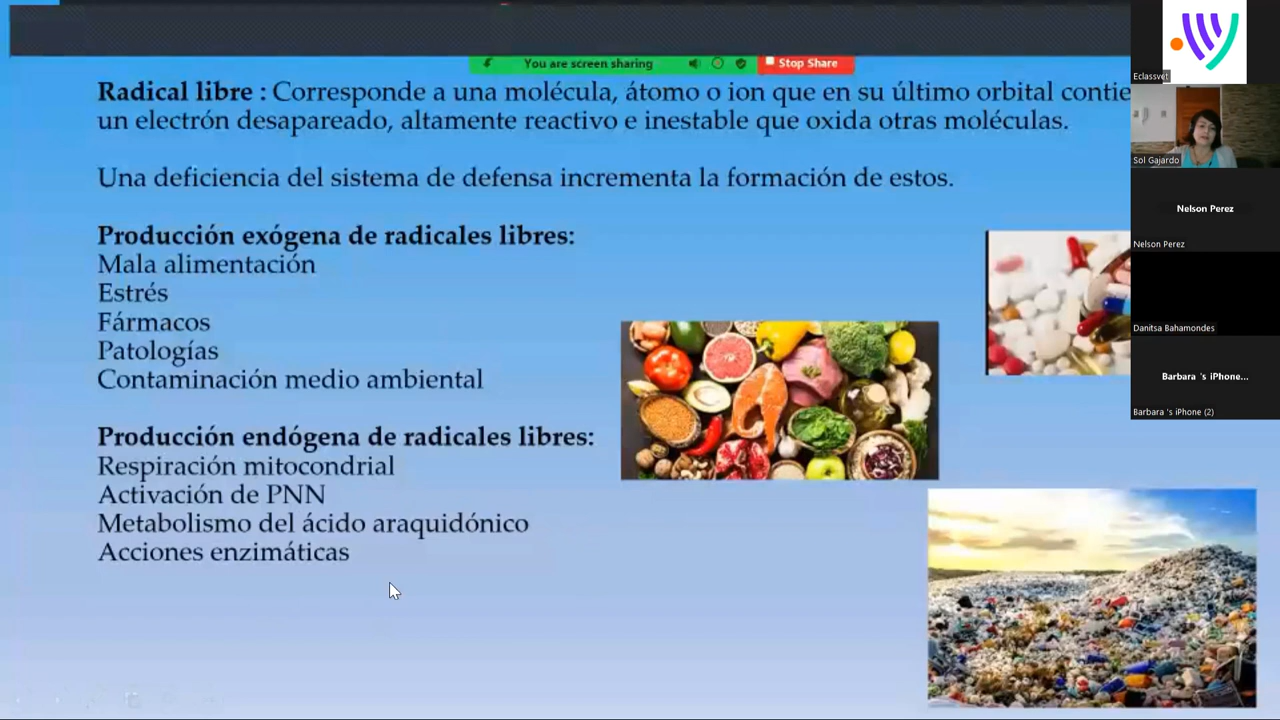 You are screen sharing
Stop Share
Radical libre : Corresponde a una molécula, átomo o ion que en su último orbital contie
un electrón desapareado, altamente reactivo e inestable que oxida otras moléculas.
Una deficiencia del sistema de defensa incrementa la formación de estos.
Producción exógena de radicales libres:
Mala alimentación
Estrés
Fármacos
Patologías
Contaminación medio ambiental
Producción endógena de radicales libres:
Respiración mitocondrial
Activación de PNN
Metabolismo del ácido araquidónico
Acciones enzimáticas
Eclassvet
Sol Gajardo
Nelson Perez
Nelson Perez
Danitsa Bahamondes
Barbara 's iPhone...
Barbara 's iPhone (2)